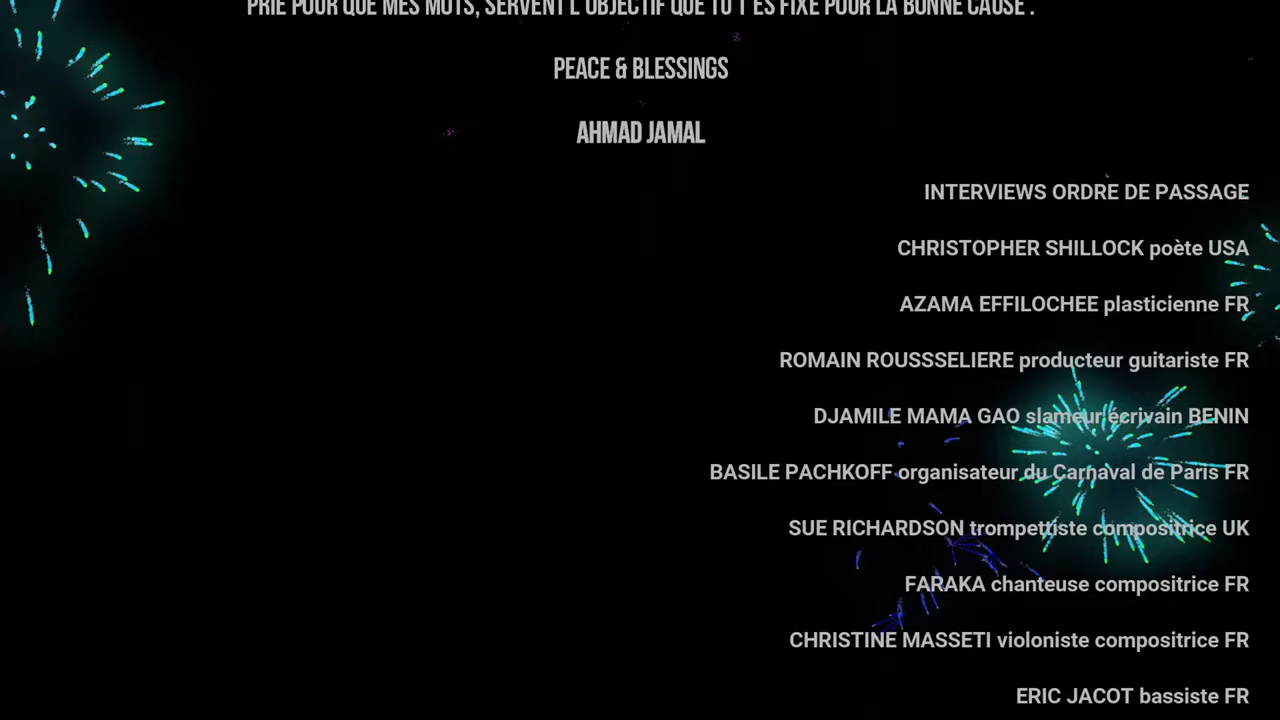 PRIE POUR QUE MES MOTS, SERVENT L'OBJECTIF QUE TU T'ES FIXÉ POUR LA BONNE CAUSE .
PEACE & BLESSINGS
AHMAD JAMAL
INTERVIEWS ORDRE DE PASSAGE
CHRISTOPHER SHILLOCK poète USA
AZAMA EFFILOCHEE plasticienne FR
ROMAIN ROUSSSELIERE producteur guitariste FR
DJAMILE MAMA GAO slameur écrivain BENIN
BASILE PACHKOFF organisateur du Carnaval de Paris FR
SUE RICHARDSON trompettiste compositrice UK
FARAKA chanteuse compositrice FR
CHRISTINE MASSETI violoniste compositrice FR
ERIC JACOT bassiste FR